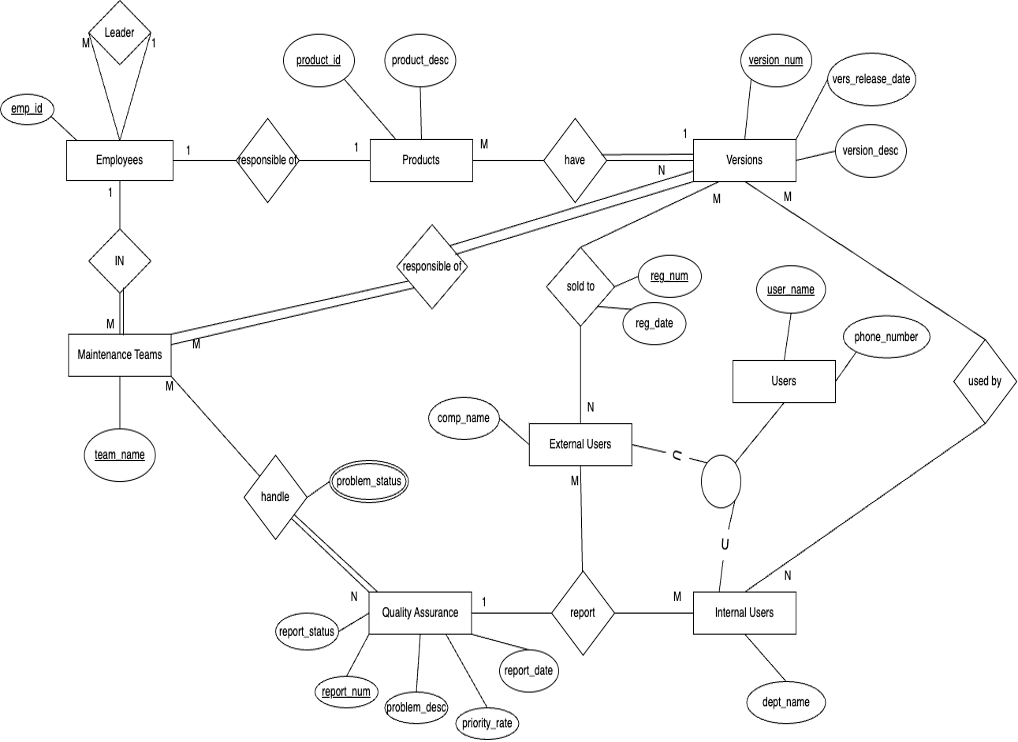 Leader
M
1
product_id
product_desc
version_num
vers_release_date
emp_id
Employees
1
responsible of
1
Products
M
have
1
Versions
version_desc
N
M
M
1
IN
M
responsible of
sold to
reg_num
reg_date
user_name
phone_number
Maintenance Teams
M
M
Users
used by
team_name
comp_name
N
External Users
U
M
problem_status
handle
U
N
Quality Assurance
1
report
M
N
Internal Users
report_status
report_num
problem_desc
priority_rate
report_date
dept_name